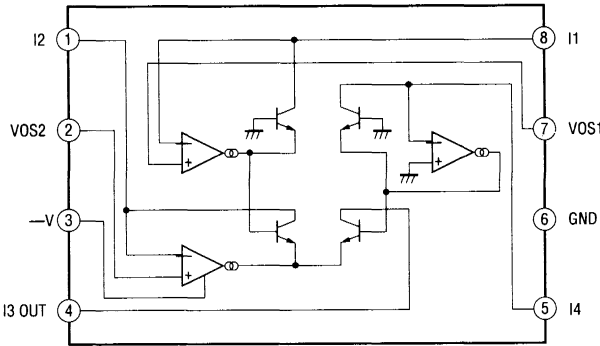 I2 1
8 I1
VOS2 2
7 VOS1
—V 3
6 GND
I3 OUT 4
5 I4
− +
− +
− +